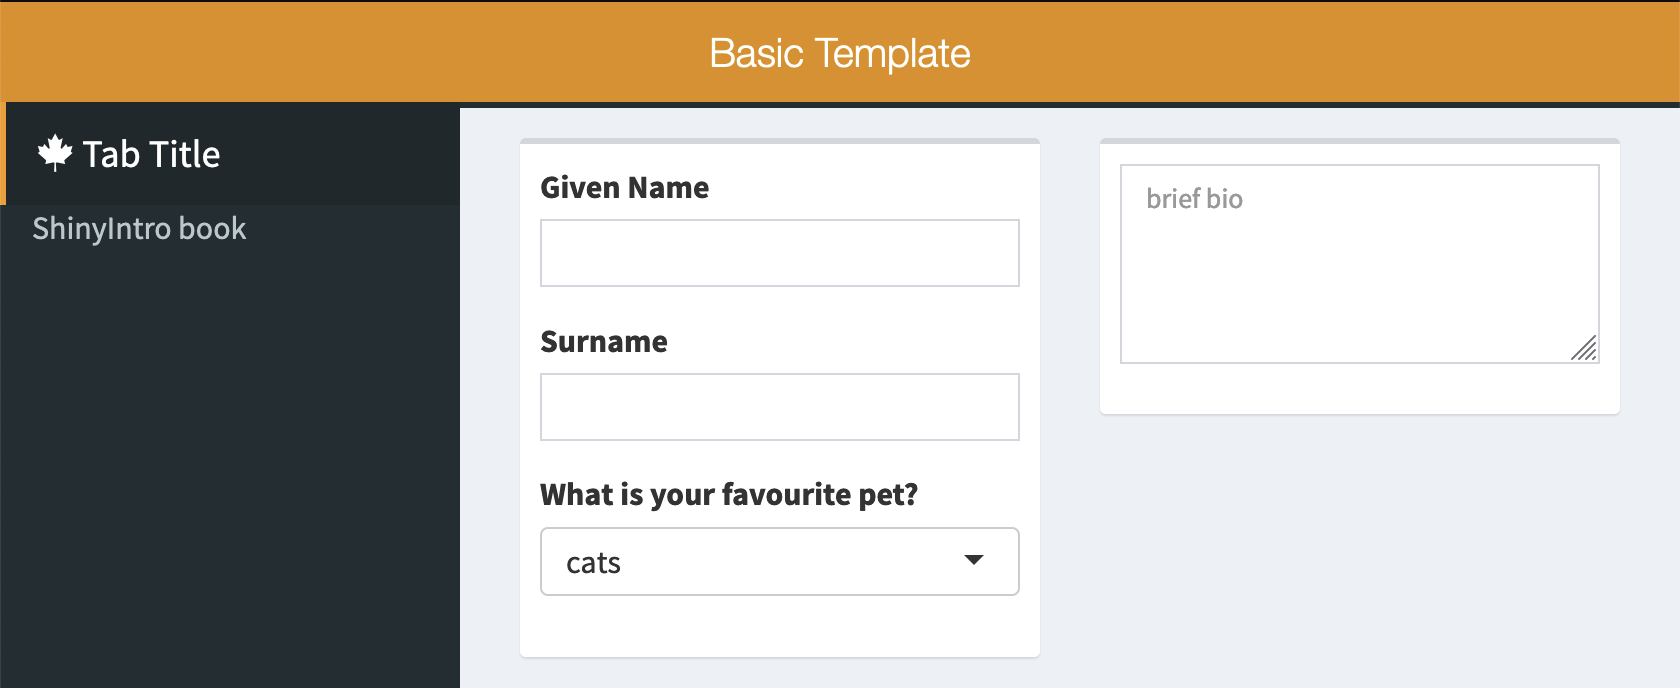 Basic Template
Tab Title
ShinyIntro book
Given Name
Surname
What is your favourite pet?
cats
brief bio